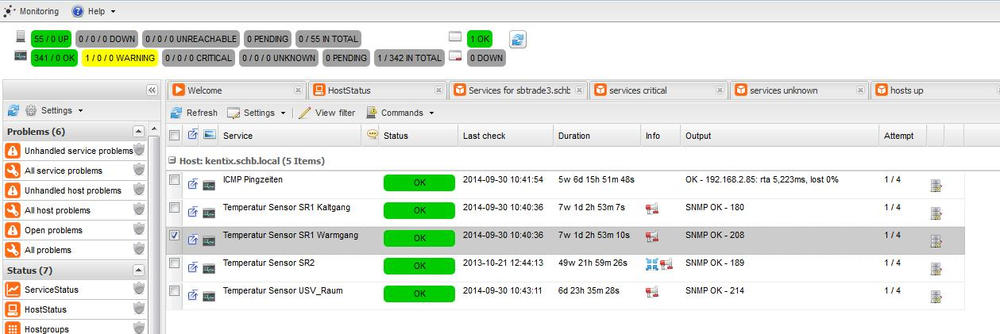 Monitoring Help
55 / 0 UP 0 / 0 / 0 DOWN 0 / 0 / 0 UNREACHABLE 0 PENDING 0 / 55 IN TOTAL 1 OK
341 / 0 OK 1 / 0 / 0 WARNING 0 / 0 / 0 CRITICAL 0 / 0 / 0 UNKNOWN 0 PENDING 1 / 342 IN TOTAL 0 DOWN
Welcome HostStatus Services for sbtrade3.schb services critical services unknown hosts up
Settings
Refresh Settings View filter Commands
Problems (6)
Unhandled service problems
All service problems
Unhandled host problems
All host problems
Open problems
All problems
Status (7)
ServiceStatus
HostStatus
Hostgroups
Service Status Last check Duration Info Output Attempt
Host: kentix.schb.local (5 Items)
ICMP Pingzeiten OK 2014-09-30 10:41:54 5w 6d 15h 51m 48s OK - 192.168.2.85: rta 5,223ms, lost 0% 1 / 4
Temperatur Sensor SR1 Kaltgang OK 2014-09-30 10:40:36 7w 1d 2h 53m 7s SNMP OK - 180 1 / 4
Temperatur Sensor SR1 Warmgang OK 2014-09-30 10:40:36 7w 1d 2h 53m 10s SNMP OK - 208 1 / 4
Temperatur Sensor SR2 OK 2013-10-21 12:44:13 49w 21h 59m 26s SNMP OK - 189 1 / 4
Temperatur Sensor USV_Raum OK 2014-09-30 10:43:11 6d 23h 35m 28s SNMP OK - 214 1 / 4